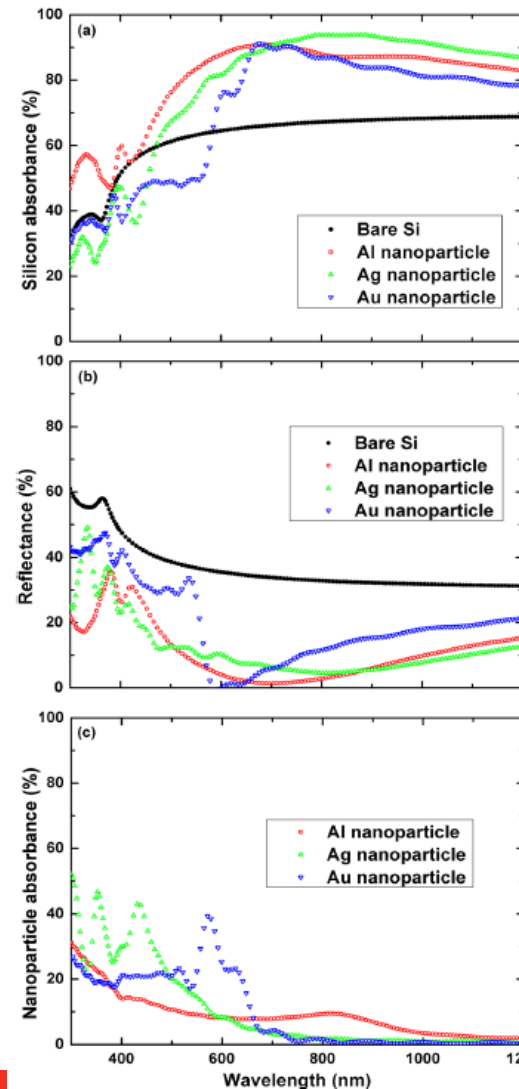 (a)
100
80
60
40
20
0
Silicon absorbance (%)
Bare Si
Al nanoparticle
Ag nanoparticle
Au nanoparticle
(b)
100
80
60
40
20
0
Reflectance (%)
Bare Si
Al nanoparticle
Ag nanoparticle
Au nanoparticle
(c)
100
80
60
40
20
0
Nanoparticle absorbance (%)
Al nanoparticle
Ag nanoparticle
Au nanoparticle
400 600 800 1000
Wavelength (nm)